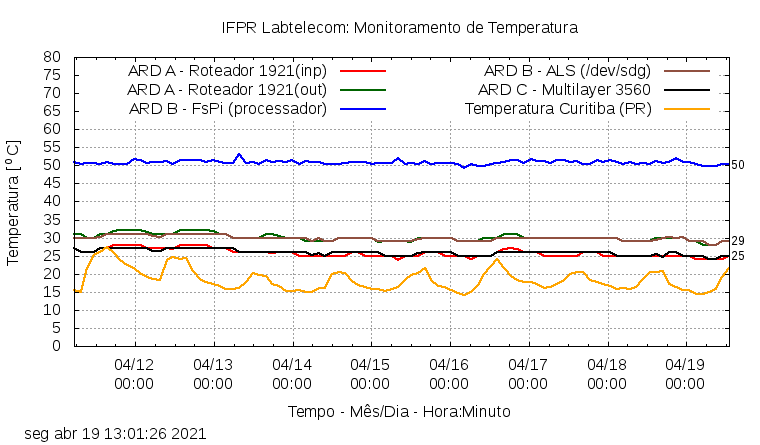 IFPR Labtelecom: Monitoramento de Temperatura
80
75
70
65
60
55
50
45
40
35
30
25
20
15
10
5
0
Temperatura [°C]
ARD A - Roteador 1921(inp)
ARD A - Roteador 1921(out)
ARD B - FsPi (processador)
ARD B - ALS (/dev/sdg)
ARD C - Multilayer 3560
Temperatura Curitiba (PR)
50
29
25
04/12 04/13 04/14 04/15 04/16 04/17 04/18 04/19
00:00 00:00 00:00 00:00 00:00 00:00 00:00 00:00
Tempo - Mês/Dia - Hora:Minuto
seg abr 19 13:01:26 2021